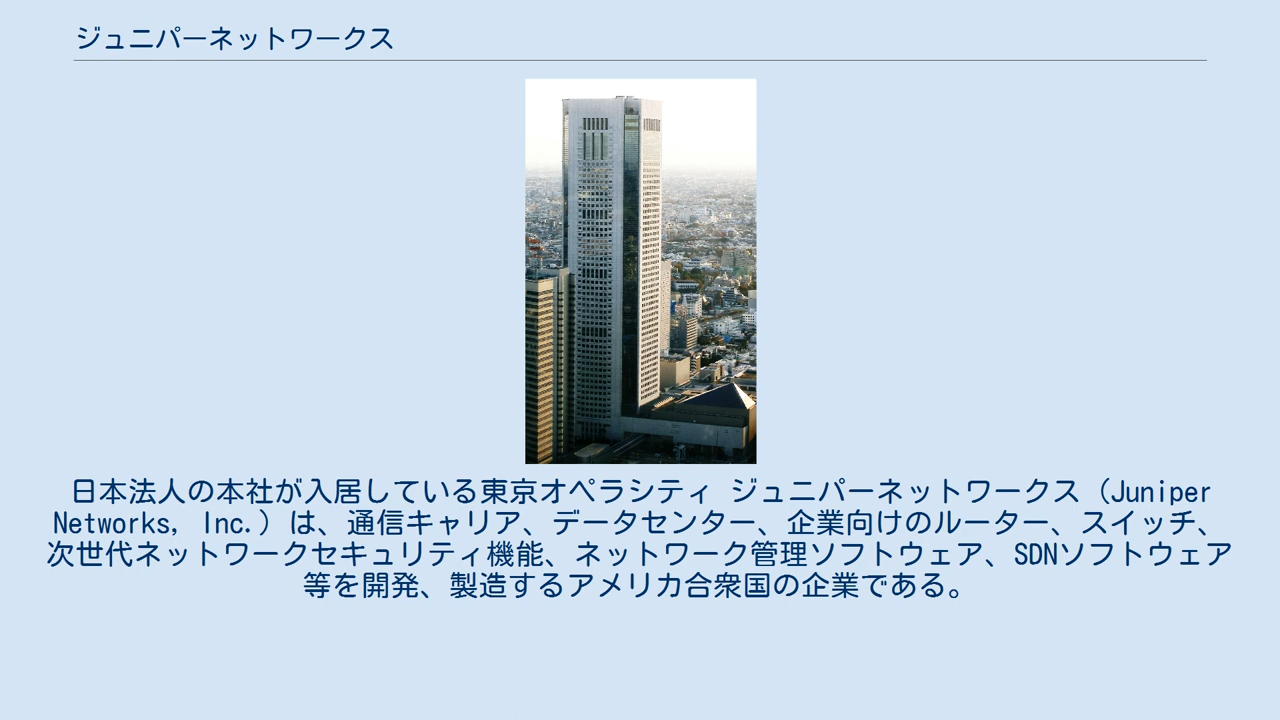 ジュニパーネットワークス
日本法人の本社が入居している東京オペラシティ ジュニパーネットワークス（Juniper
Networks, Inc.）は、通信キャリア、データセンター、企業向けのルーター、スイッチ、
次世代ネットワークセキュリティ機能、ネットワーク管理ソフトウェア、SDNソフトウェア
等を開発、製造するアメリカ合衆国の企業である。